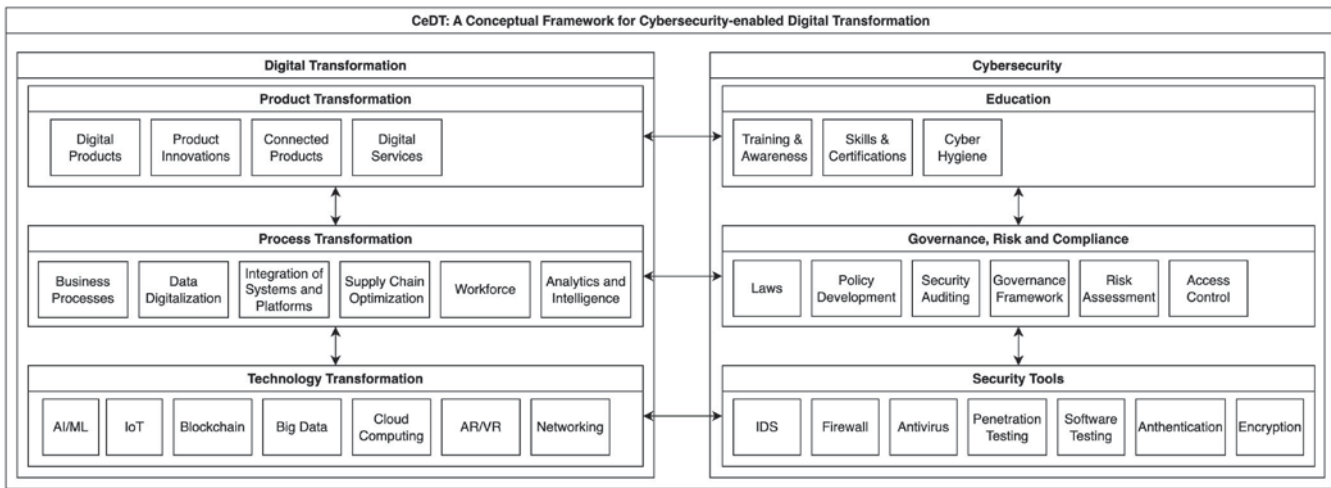 CeDT: A Conceptual Framework for Cybersecurity-enabled Digital Transformation
Digital Transformation
Product Transformation
Digital
Products
Product
Innovations
Connected
Products
Digital
Services
Process Transformation
Business
Processes
Data
Digitalization
Integration of
Systems and
Platforms
Supply Chain
Optimization
Workforce
Analytics and
Intelligence
Technology Transformation
AI/ML
IoT
Blockchain
Big Data
Cloud
Computing
AR/VR
Networking
Cybersecurity
Education
Training &
Awareness
Skills &
Certifications
Cyber
Hygiene
Governance, Risk and Compliance
Laws
Policy
Development
Security
Auditing
Governance
Framework
Risk
Assessment
Access
Control
Security Tools
IDS
Firewall
Antivirus
Penetration
Testing
Software
Testing
Anthentication
Encryption